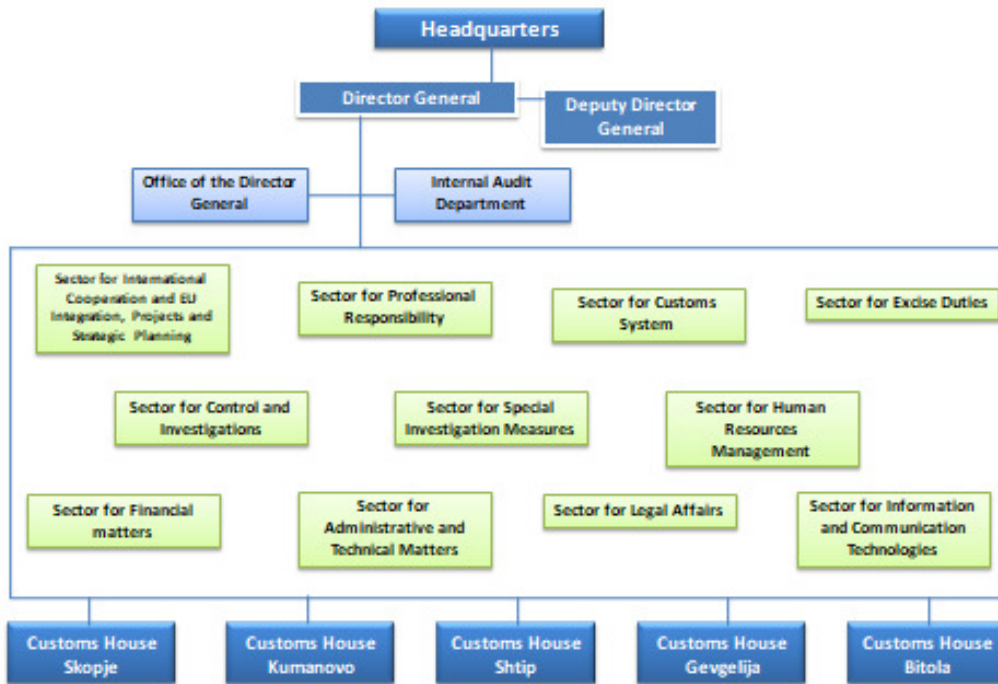 Headquarters
Director General
Deputy Director
General
Office of the Director
General
Internal Audit
Department
Sector for International
Cooperation and EU
Integration, Projects and
Strategic Planning
Sector for Professional
Responsibility
Sector for Customs
System
Sector for Excise Duties
Sector for Control and
Investigations
Sector for Special
Investigation Measures
Sector for Human
Resources
Management
Sector for Financial
matters
Sector for
Administrative and
Technical Matters
Sector for Legal Affairs
Sector for Information
and Communication
Technologies
Customs House
Skopje
Customs House
Kumanovo
Customs House
Shtip
Customs House
Gevgelija
Customs House
Bitola